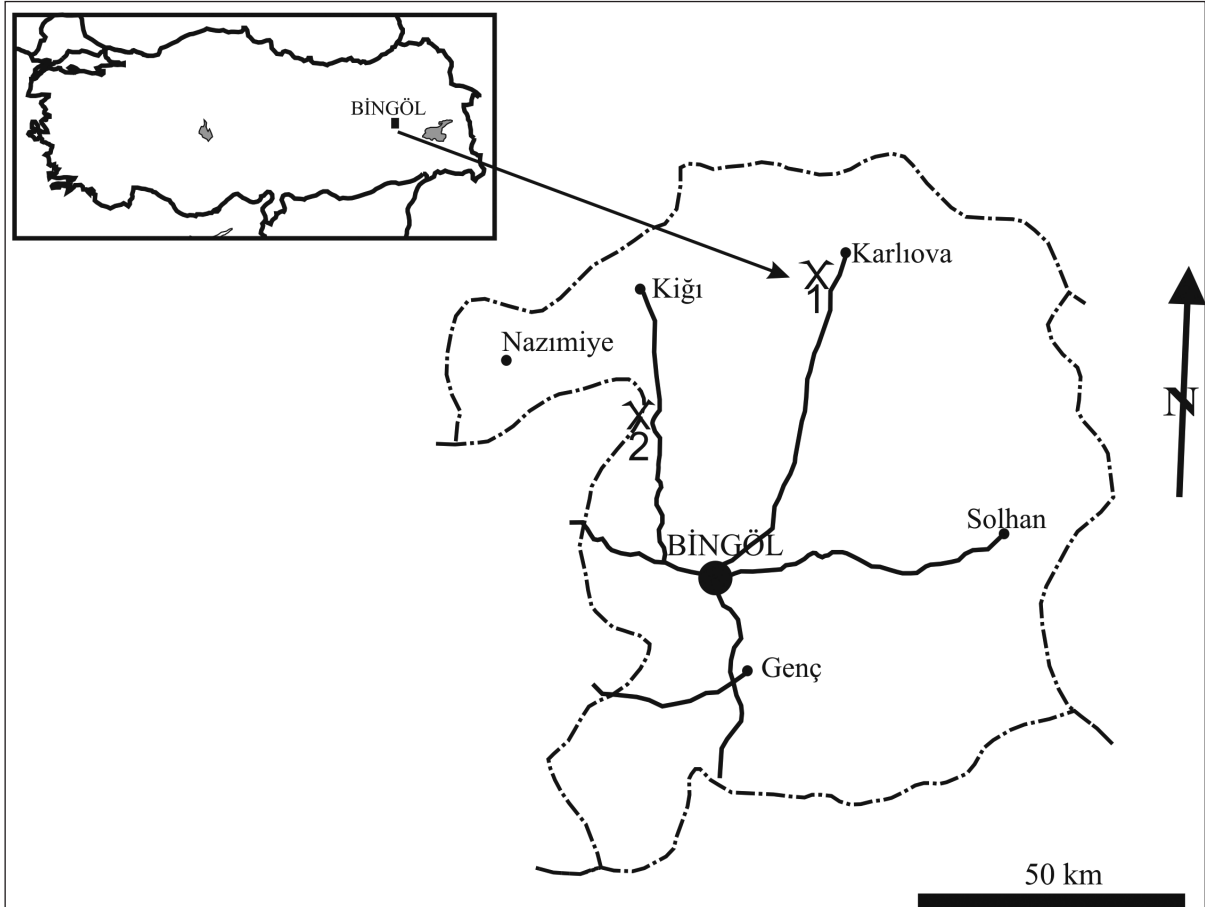 BİNGÖL
Karlıova
X
1
Kiğı
Nazımiye
X
2
N
Solhan
BİNGÖL
Genç
50 km